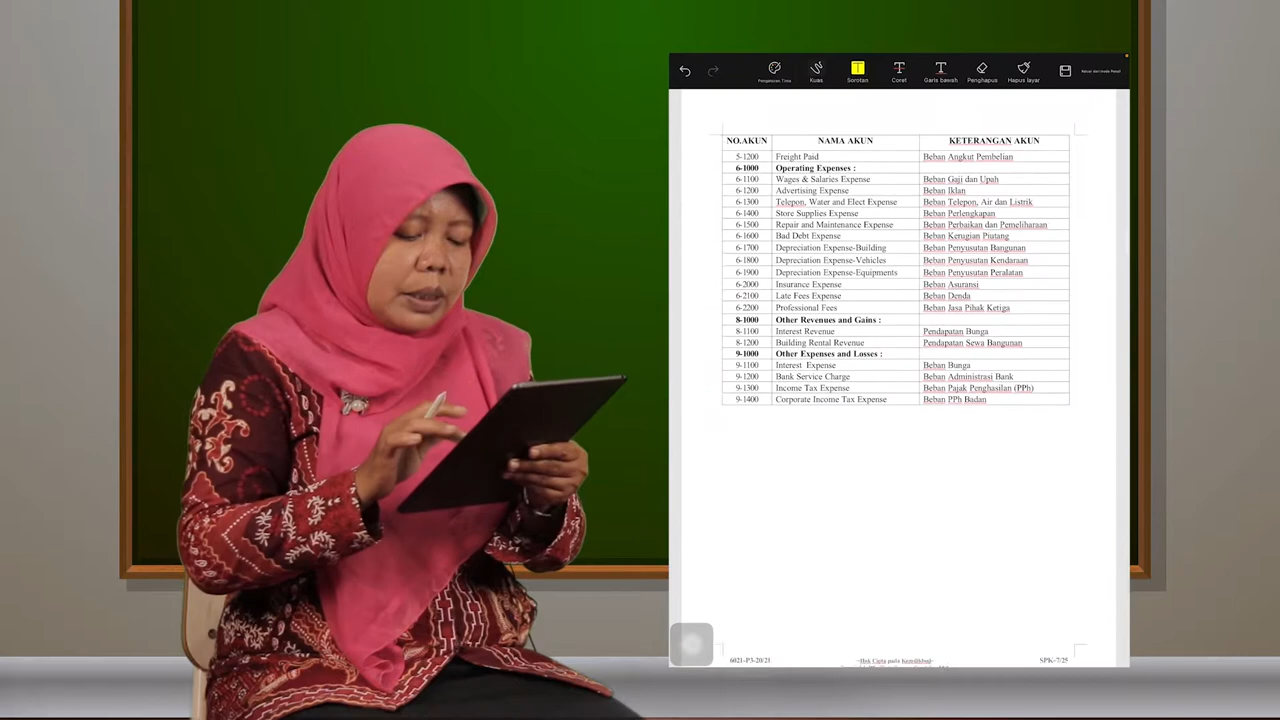 Pengaturan Tinta
Kuas
Sorotan
Coret
Garis bawah
Penghapus
Hapus layar
NO.AKUN NAMA AKUN KETERANGAN AKUN
5-1200 Freight Paid Beban Angkut Pembelian
6-1000 Operating Expenses :
6-1100 Wages & Salaries Expense Beban Gaji dan Upah
6-1200 Advertising Expense Beban Iklan
6-1300 Telepon, Water and Elect Expense Beban Telepon, Air dan Listrik
6-1400 Store Supplies Expense Beban Perlengkapan
6-1500 Repair and Maintenance Expense Beban Perbaikan dan Pemeliharaan
6-1600 Bad Debt Expense Beban Kerugian Piutang
6-1700 Depreciation Expense-Building Beban Penyusutan Bangunan
6-1800 Depreciation Expense-Vehicles Beban Penyusutan Kendaraan
6-1900 Depreciation Expense-Equipments Beban Penyusutan Peralatan
6-2000 Insurance Expense Beban Asuransi
6-2100 Late Fees Expense Beban Denda
6-2200 Professional Fees Beban Jasa Pihak Ketiga
8-1000 Other Revenues and Gains :
8-1100 Interest Revenue Pendapatan Bunga
8-1200 Building Rental Revenue Pendapatan Sewa Bangunan
9-1000 Other Expenses and Losses :
9-1100 Interest Expense Beban Bunga
9-1200 Bank Service Charge Beban Administrasi Bank
9-1300 Income Tax Expense Beban Pajak Penghasilan (PPh)
9-1400 Corporate Income Tax Expense Beban PPh Badan
6021-P3-20/21 Hak Cipta pada Kemdikbud SPK-7/25